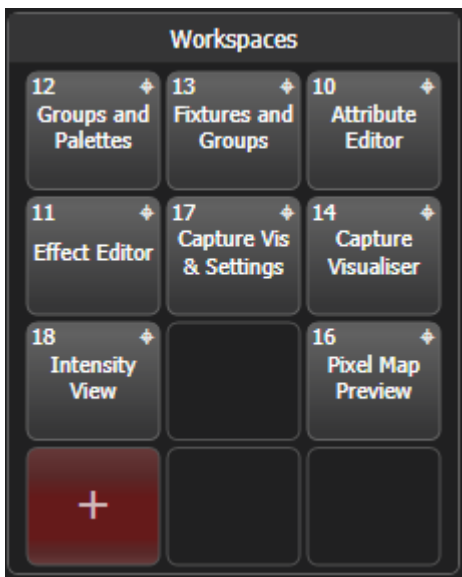 Workspaces
12
Groups and
Palettes
13
Fixtures and
Groups
10
Attribute
Editor
11
Effect Editor
17
Capture Vis
& Settings
14
Capture
Visualiser
18
Intensity
View
16
Pixel Map
Preview
+